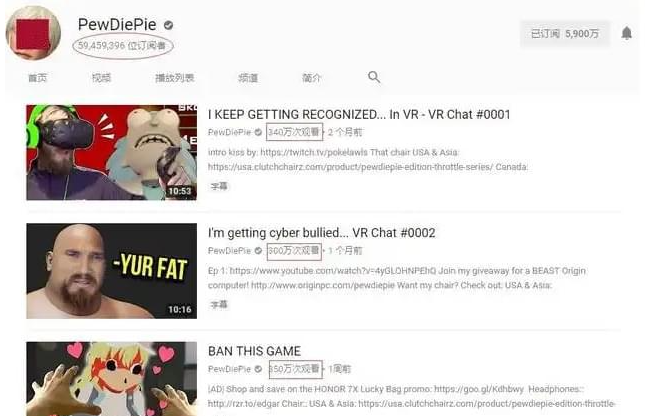 PewDiePie
59,459,396 位订阅者
已订阅 5,900万
首页 视频 播放列表 频道 简介
I KEEP GETTING RECOGNIZED... In VR - VR Chat #0001
PewDiePie 340万次观看 • 2 个月前
intro kiss by: https://twitch.tv/pokelawls That chair USA & Asia:
https://usa.clutchchairz.com/product/pewdiepie-edition-throttle-series/ Canada:
10:53
字幕
I'm getting cyber bullied... VR Chat #0002
PewDiePie 300万次观看 • 1 个月前
-YUR FAT
Ep 1: https://www.youtube.com/watch?v=4yGLOHNPEhQ Join my giveaway for a BEAST Origin
computer! http://www.originpc.com/pewdiepie Want my chair? Check out: USA & Asia:
10:16
字幕
BAN THIS GAME
PewDiePie 350万次观看 • 1周前
|AD| Shop and save on the HONOR 7X Lucky Bag promo: https://goo.gl/Kdhbwy Headphones::
http://rzr.to/edgar Chair:: USA & Asia: https://usa.clutchchairz.com/product/pewdiepie-edition-throttle-